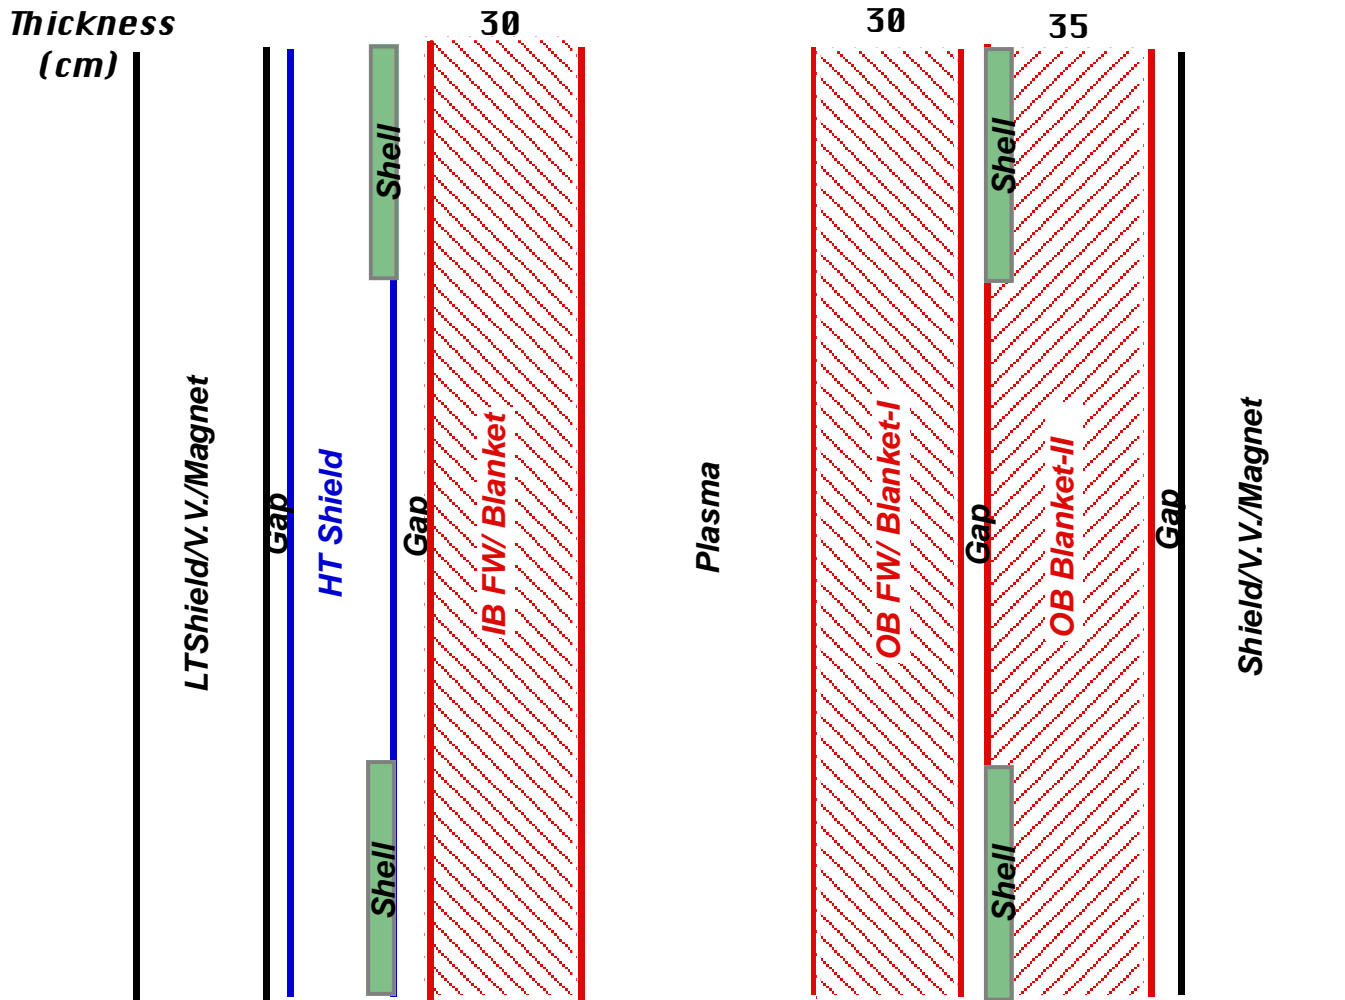 Thickness
(cm)
30
30
35
Shell
Shell
LTShield/V.V./Magnet
Gap
HT Shield
Gap
IB FW/ Blanket
Plasma
OB FW/ Blanket-I
Gap
OB Blanket-II
Gap
Shield/V.V./Magnet
Shell
Shell